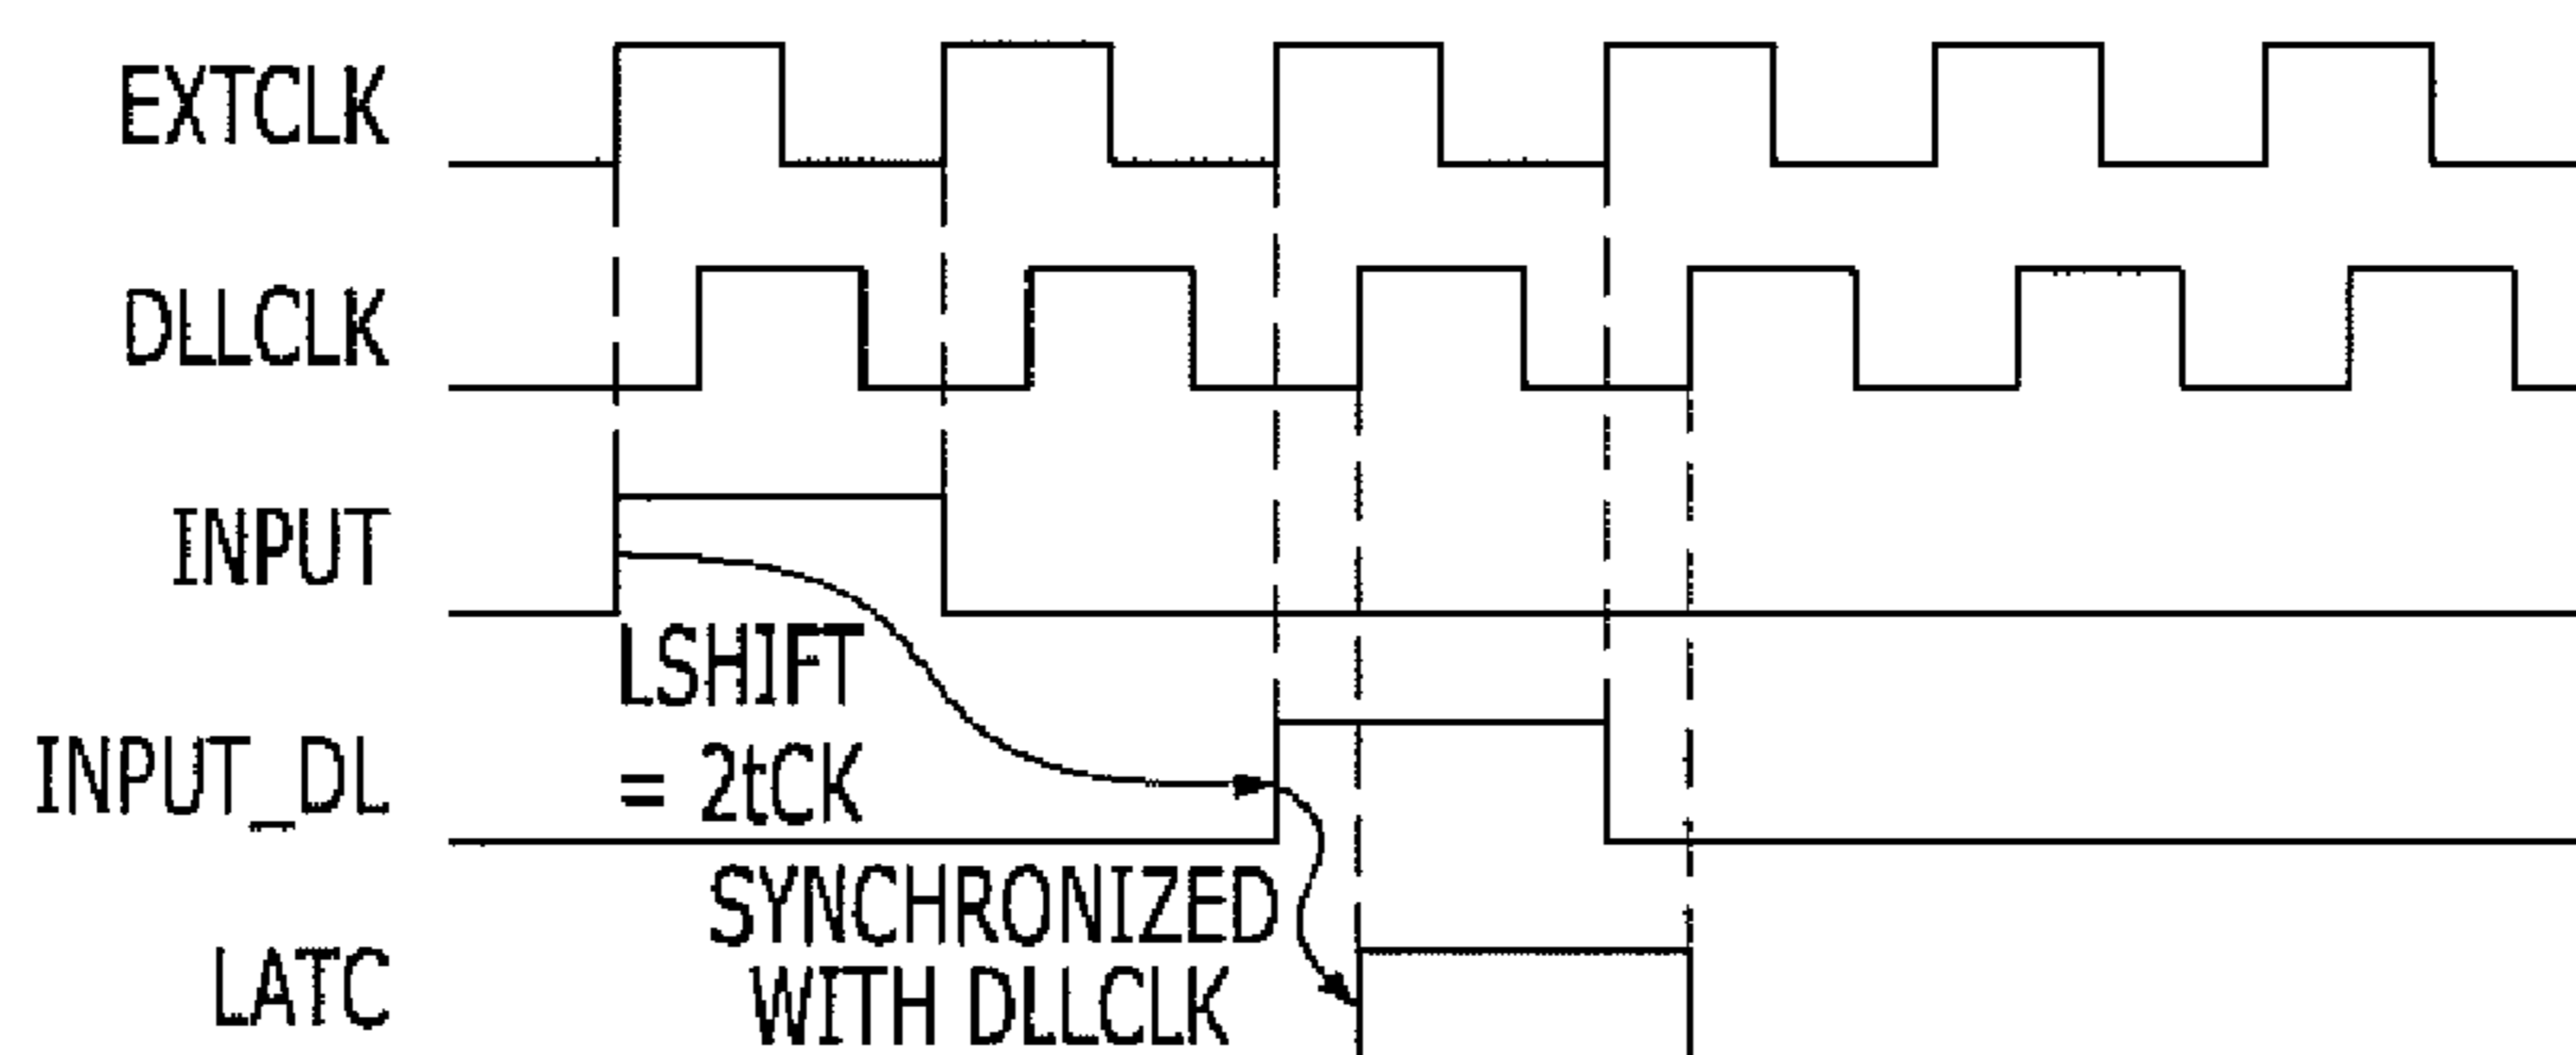 EXTCLK
DLLCLK
INPUT
LSHIFT
= 2tCK
INPUT_DL
SYNCHRONIZED
WITH DLLCLK
LATC